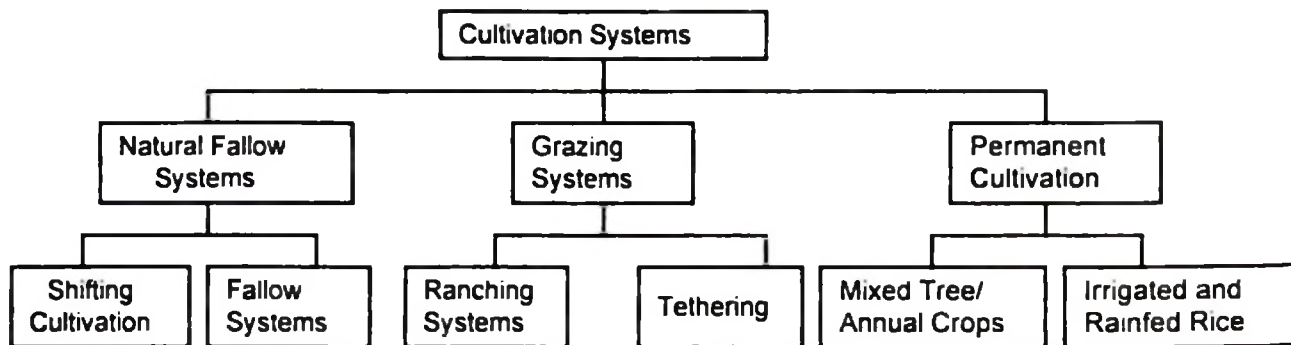 Cultivation Systems
Natural Fallow
Systems
Grazing
Systems
Permanent
Cultivation
Shifting
Cultivation
Fallow
Systems
Ranching
Systems
Tethering
Mixed Tree/
Annual Crops
Irrigated and
Rainfed Rice